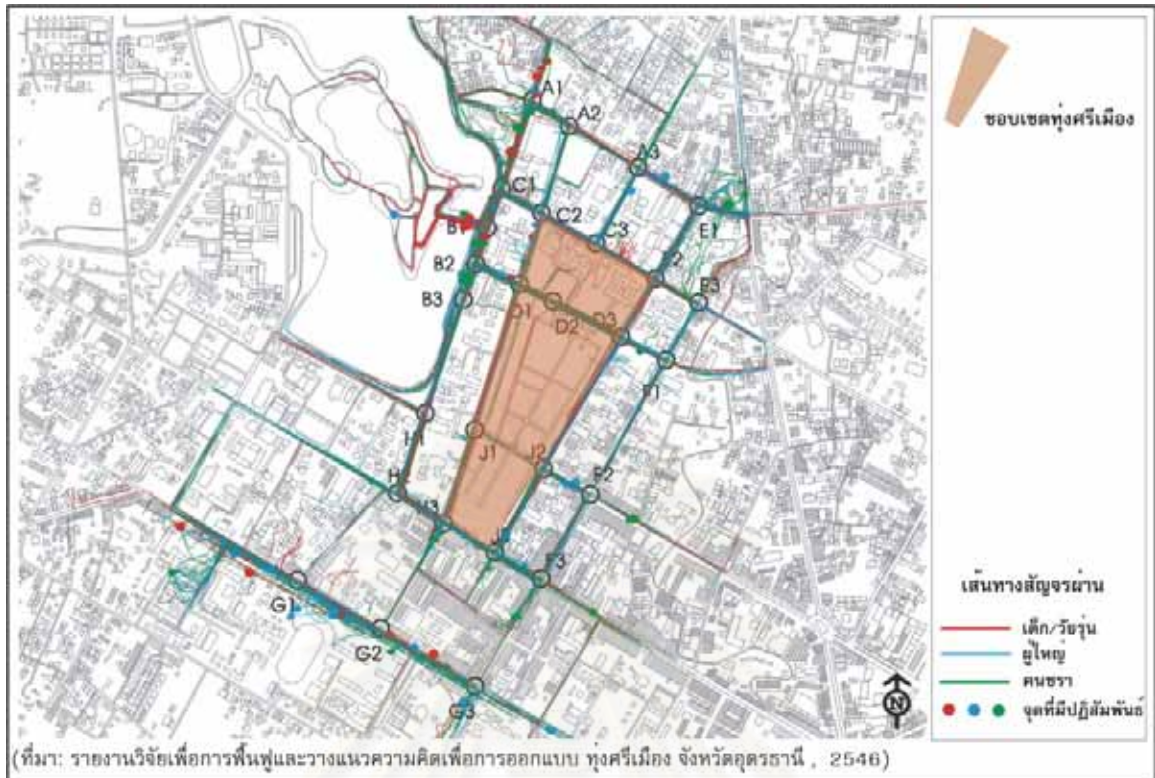 A1
A2
A3
C1
C2
C3
E1
B1
B2
B3
E3
D1
D2
D3
F1
J1
J2
F2
H1
H3
F3
G1
G2
G3
ขอบเขตทุ่งศรีเมือง
เส้นทางสัญจรผ่าน
เด็ก/วัยรุ่น
ผู้ใหญ่
คนชรา
จุดที่มีปฏิสัมพันธ์
N
(ที่มา: รายงานวิจัยเพื่อการฟื้นฟูและวางแนวความคิดเพื่อการออกแบบ ทุ่งศรีเมือง จังหวัดอุดรธานี , 2546)